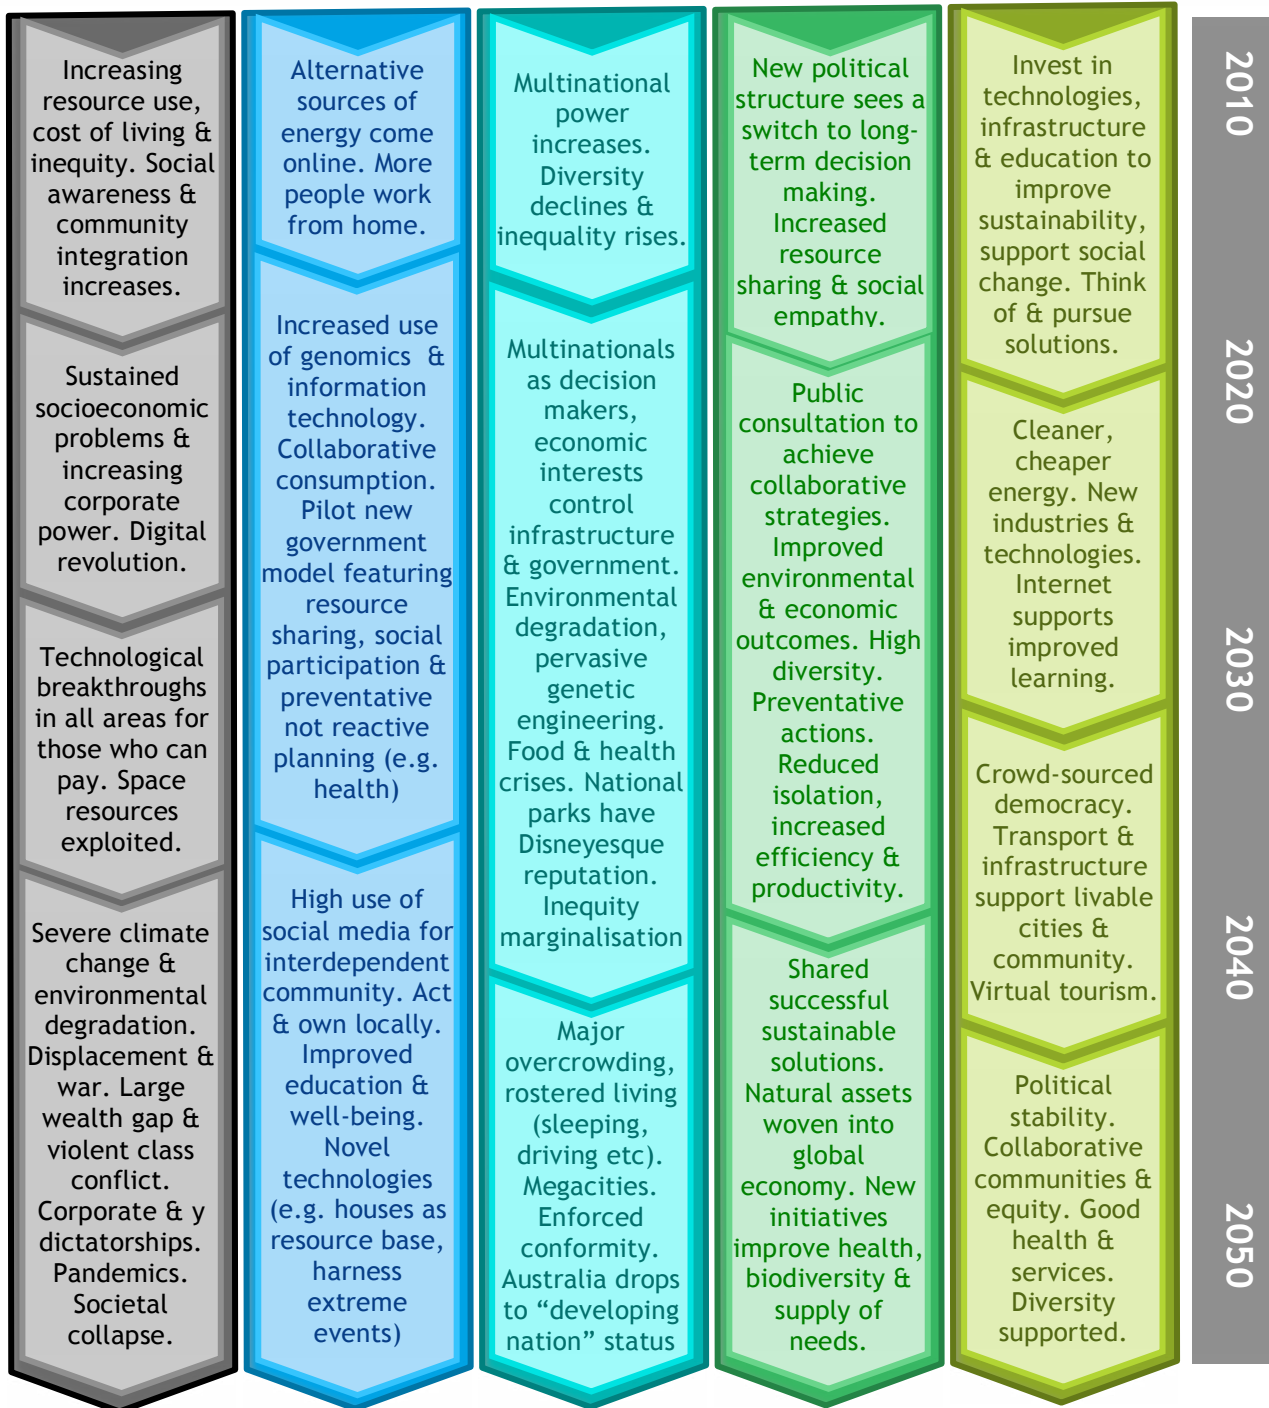 Increasing
resource use,
cost of living &
inequity. Social
awareness &
community
integration
increases.
Sustained
socioeconomic
problems &
increasing
corporate
power. Digital
revolution.
Technological
breakthroughs
in all areas for
those who can
pay. Space
resources
exploited.
Severe climate
change &
environmental
degradation.
Displacement &
war. Large
wealth gap &
violent class
conflict.
Corporate & y
dictatorships.
Pandemics.
Societal
collapse.
Alternative
sources of
energy come
online. More
people work
from home.
Increased use
of genomics &
information
technology.
Collaborative
consumption.
Pilot new
government
model featuring
resource
sharing, social
participation &
preventative
not reactive
planning (e.g.
health)
High use of
social media for
interdependent
community. Act
& own locally.
Improved
education &
well-being.
Novel
technologies
(e.g. houses as
resource base,
harness
extreme
events)
Multinational
power
increases.
Diversity
declines &
inequality rises.
Multinationals
as decision
makers,
economic
interests
control
infrastructure
& government.
Environmental
degradation,
pervasive
genetic
engineering.
Food & health
crises. National
parks have
Disneyesque
reputation.
Inequity
marginalisation
Major
overcrowding,
rostered living
(sleeping,
driving etc).
Megacities.
Enforced
conformity.
Australia drops
to “developing
nation” status
New political
structure sees a
switch to long-
term decision
making.
Increased
resource
sharing & social
empathy.
Public
consultation to
achieve
collaborative
strategies.
Improved
environmental
& economic
outcomes. High
diversity.
Preventative
actions.
Reduced
isolation,
increased
efficiency &
productivity.
Shared
successful
sustainable
solutions.
Natural assets
woven into
global
economy. New
initiatives
improve health,
biodiversity &
supply of
needs.
Invest in
technologies,
infrastructure
& education to
improve
sustainability,
support social
change. Think
of & pursue
solutions.
Cleaner,
cheaper
energy. New
industries &
technologies.
Internet
supports
improved
learning.
Crowd-sourced
democracy.
Transport &
infrastructure
support livable
cities &
community.
Virtual tourism.
Political
stability.
Collaborative
communities &
equity. Good
health &
services.
Diversity
supported.
2010
2020
2030
2040
2050